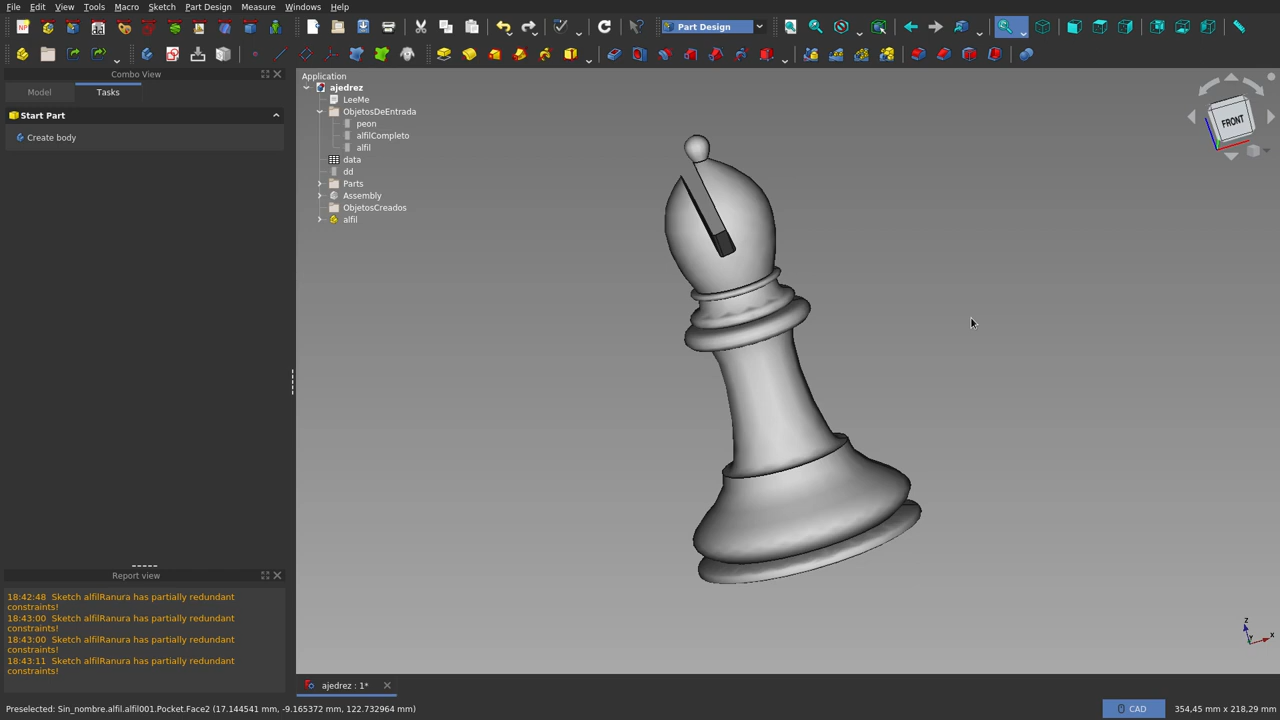 File Edit View Tools Macro Sketch Part Design Measure Windows Help
Part Design
Combo View
Model Tasks
Start Part
Create body
Application
ajedrez
LeeMe
ObjetosDeEntrada
peon
alfilCompleto
alfil
data
dd
Parts
Assembly
ObjetosCreados
alfil
FRONT
Report view
18:42:48 Sketch alfilRanura has partially redundant
constraints!
18:43:00 Sketch alfilRanura has partially redundant
constraints!
18:43:00 Sketch alfilRanura has partially redundant
constraints!
18:43:11 Sketch alfilRanura has partially redundant
constraints!
Z
Y X
ajedrez : 1*
Preselected: Sin_nombre.alfil.alfil001.Pocket.Face2 (17.144541 mm, -9.165372 mm, 122.732964 mm)
CAD
354,45 mm x 218,29 mm